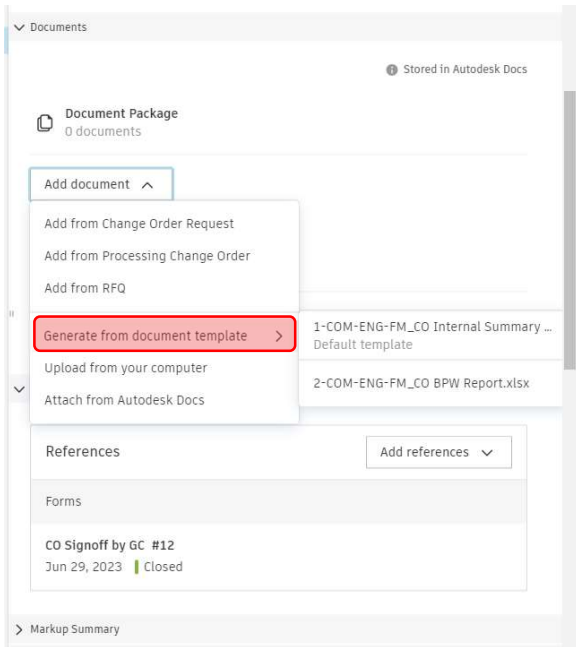 Documents
Stored in Autodesk Docs
Document Package
0 documents
Add document
Add from Change Order Request
Add from Processing Change Order
Add from RFQ
Generate from document template
1-COM-ENG-FM_CO Internal Summary ...
Default template
Upload from your computer
2-COM-ENG-FM_CO BPW Report.xlsx
Attach from Autodesk Docs
References
Add references
Forms
CO Signoff by GC #12
Jun 29, 2023 Closed
Markup Summary